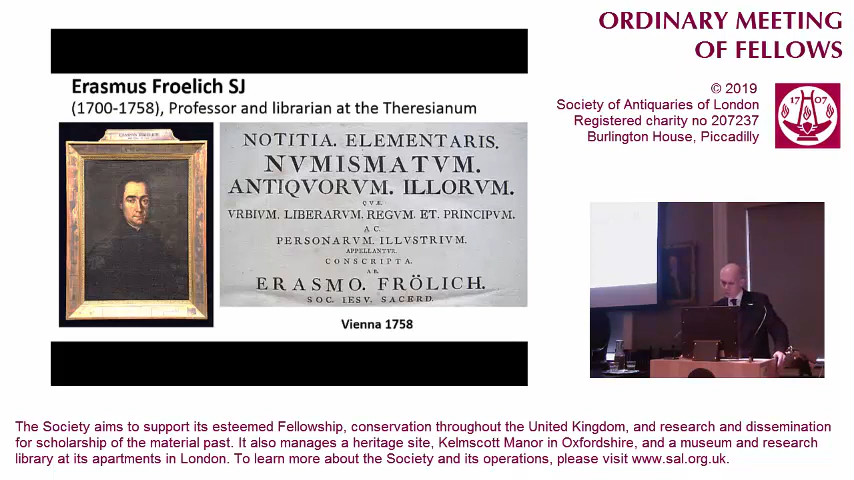 ORDINARY MEETING
OF FELLOWS
© 2019
Society of Antiquaries of London
Registered charity no 207237
Burlington House, Piccadilly
17 07
Erasmus Froelich SJ
(1700-1758), Professor and librarian at the Theresianum
NOTITIA. ELEMENTARIS.
NVMISMATVM.
ANTIQVORVM. ILLORVM.
QVÆ
VRBIVM. LIBERARVM. REGVM. ET. PRINCIPVM.
AC.
PERSONARVM. ILLVSTRIVM.
APPELLANTVR.
CONSCRIPTA.
AB.
ERASMO. FRÖLICH.
SOC. IESV. SACERD.
Vienna 1758
The Society aims to support its esteemed Fellowship, conservation throughout the United Kingdom, and research and dissemination
for scholarship of the material past. It also manages a heritage site, Kelmscott Manor in Oxfordshire, and a museum and research
library at its apartments in London. To learn more about the Society and its operations, please visit www.sal.org.uk.